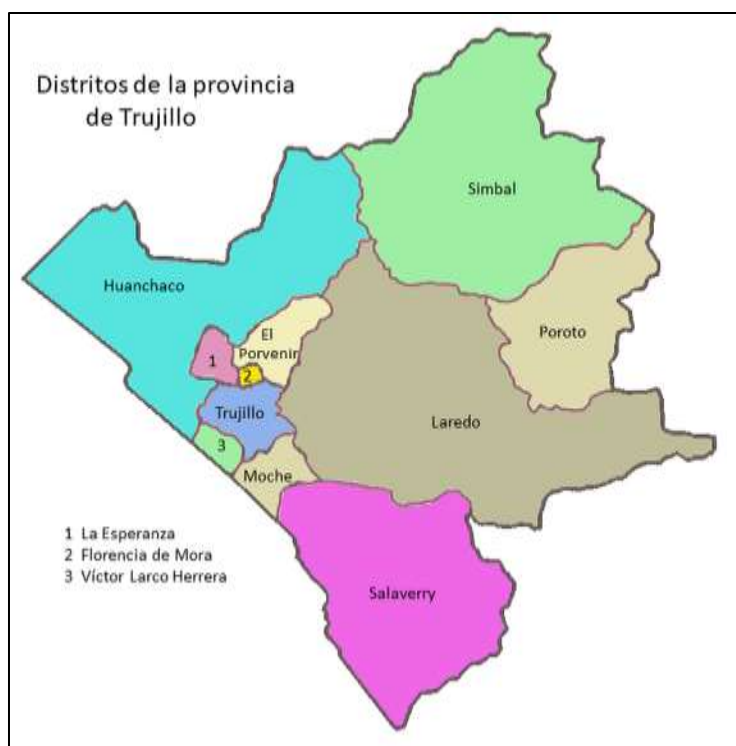 Distritos de la provincia
de Trujillo
Simbal
Huanchaco
Poroto
El
Porvenir
1
2
Trujillo
Laredo
3
Moche
1 La Esperanza
2 Florencia de Mora
3 Víctor Larco Herrera
Salaverry